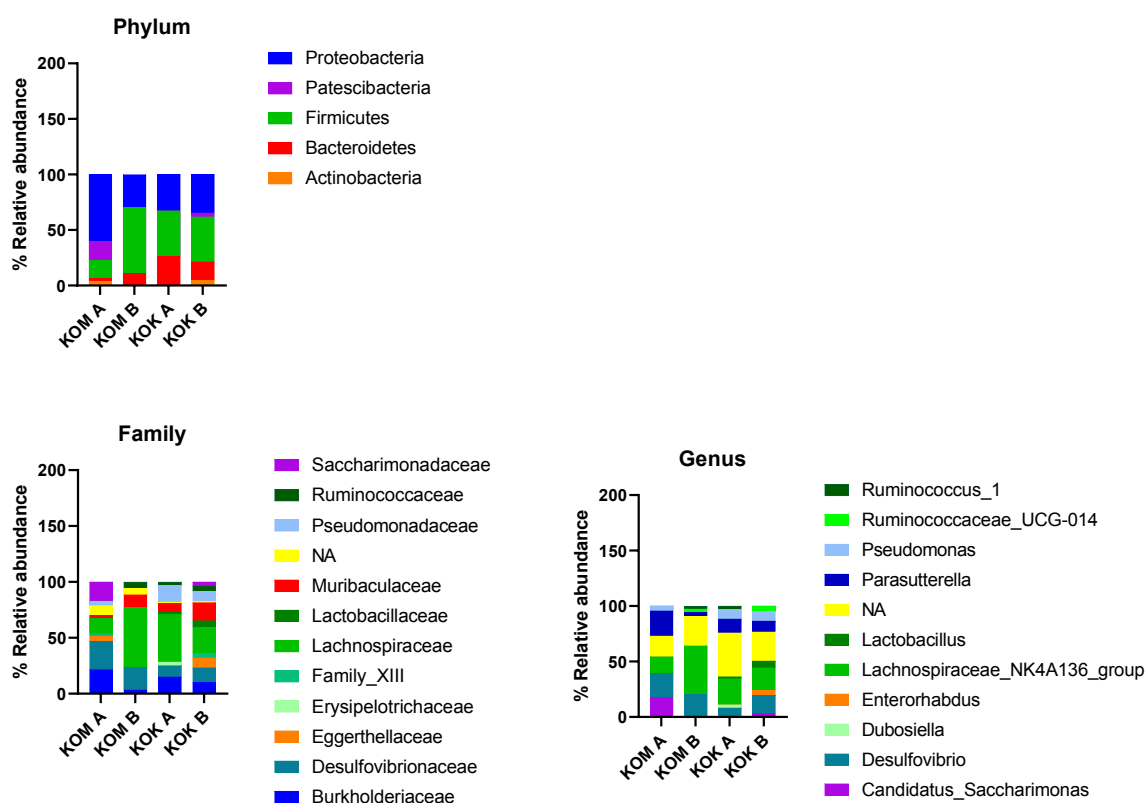 Phylum
% Relative abundance
200
150
100
50
0
KOM A
KOM B
KOK A
KOK B
Proteobacteria
Patescibacteria
Firmicutes
Bacteroidetes
Actinobacteria
Family
% Relative abundance
200
150
100
50
0
KOM A
KOM B
KOK A
KOK B
Saccharimonadaceae
Ruminococcaceae
Pseudomonadaceae
NA
Muribaculaceae
Lactobacillaceae
Lachnospiraceae
Family_XIII
Erysipelotrichaceae
Eggerthellaceae
Desulfovibrionaceae
Burkholderiaceae
Genus
% Relative abundance
200
150
100
50
0
KOM A
KOM B
KOK A
KOK B
Ruminococcus_1
Ruminococcaceae_UCG-014
Pseudomonas
Parasutterella
NA
Lactobacillus
Lachnospiraceae_NK4A136_group
Enterorhabdus
Dubosiella
Desulfovibrio
Candidatus_Saccharimonas